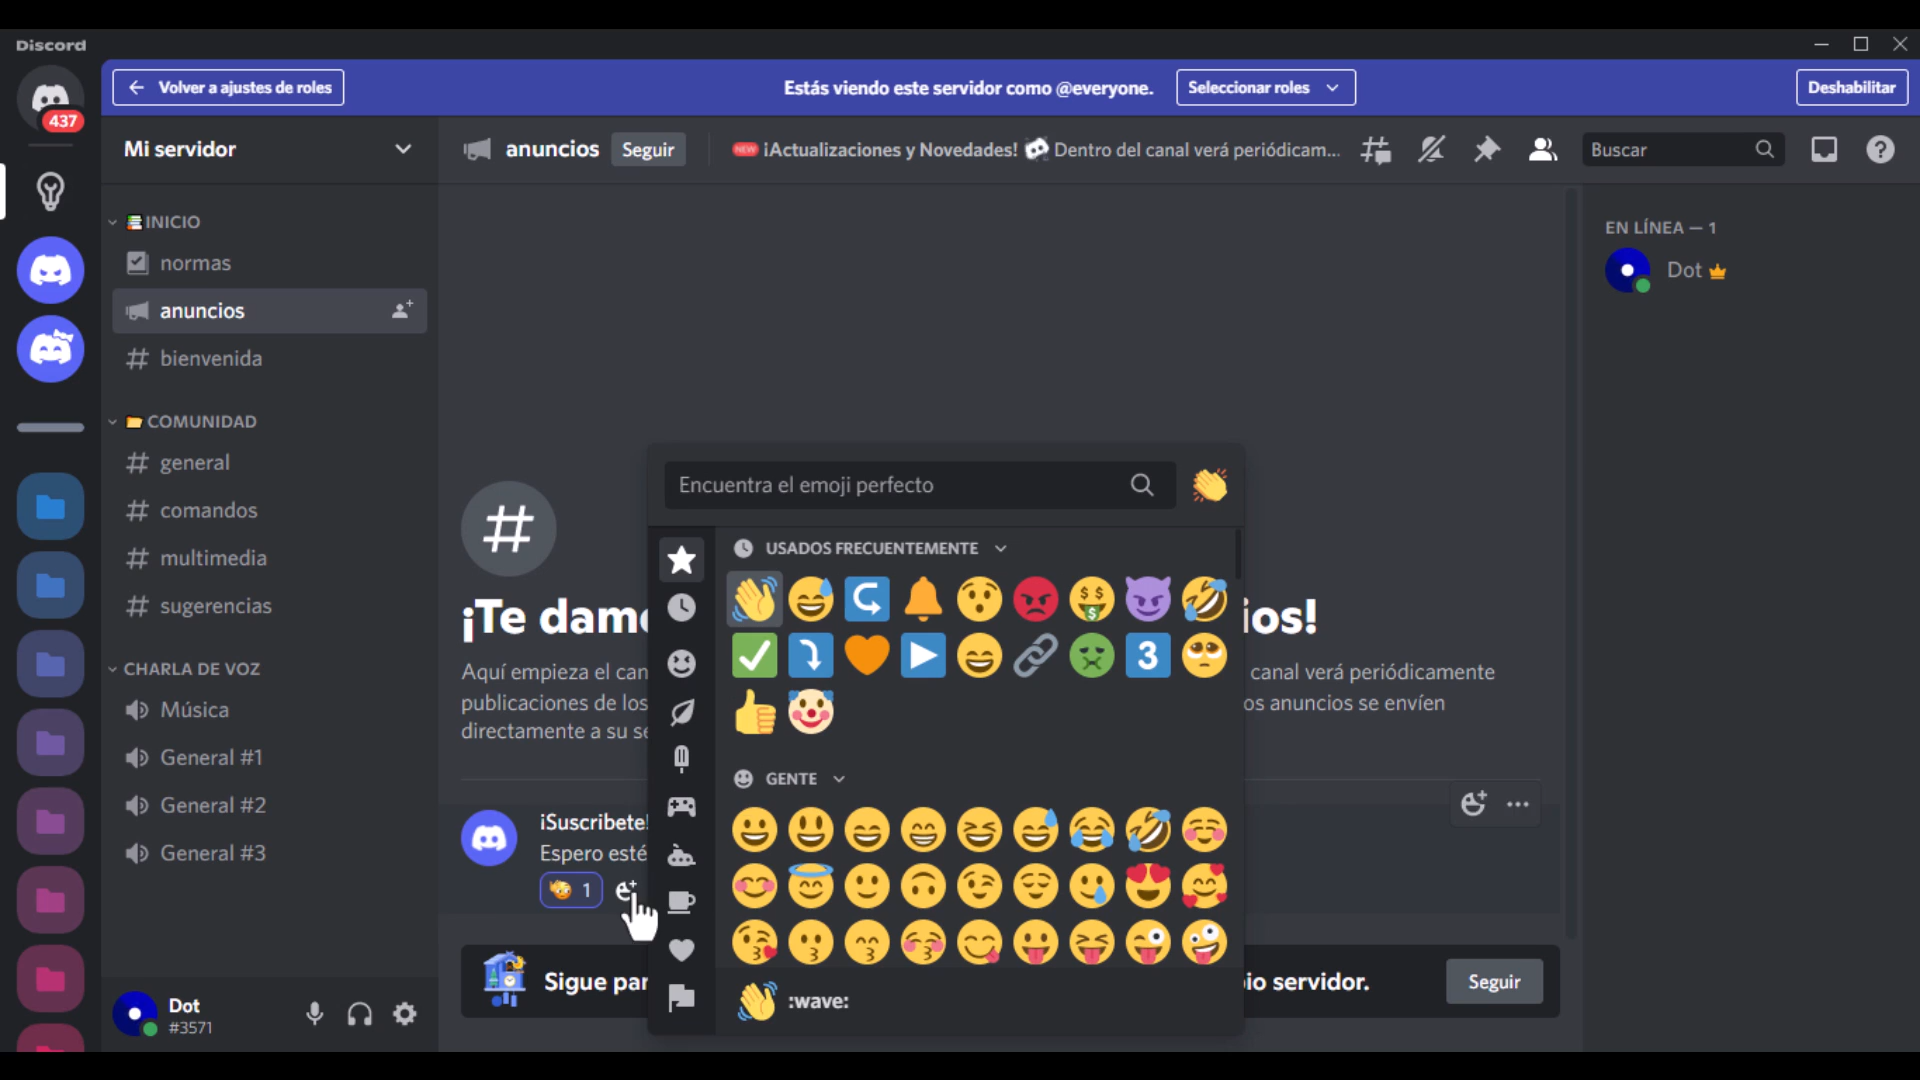 Discord
437
Volver a ajustes de roles
Estás viendo este servidor como @everyone.
Seleccionar roles
Deshabilitar
Mi servidor
anuncios
Seguir
NEW ¡Actualizaciones y Novedades! Dentro del canal verá periódicam...
Buscar
INICIO
normas
anuncios
bienvenida
COMUNIDAD
general
comandos
multimedia
sugerencias
CHARLA DE VOZ
Música
General #1
General #2
General #3
Dot
#3571
¡Te dam
ios!
Aquí empieza el can
canal verá periódicamente
publicaciones de los
os anuncios se envíen
directamente a su se
¡Suscribete!
Espero esté
1
Sigue par
io servidor.
Seguir
Encuentra el emoji perfecto
USADOS FRECUENTEMENTE
3
GENTE
:wave:
EN LÍNEA — 1
Dot